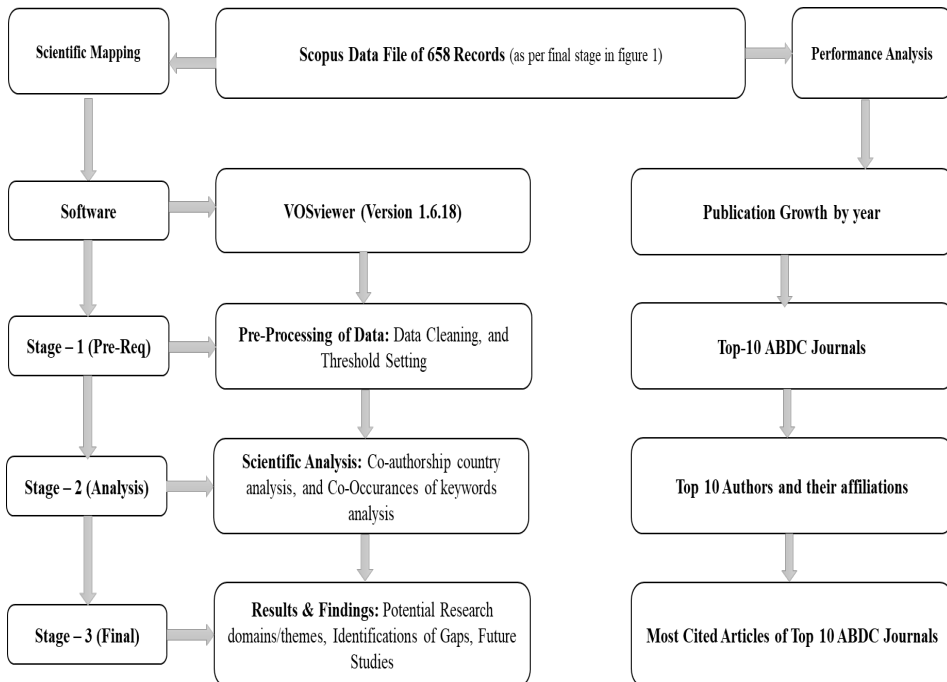 Scientific Mapping
Scopus Data File of 658 Records (as per final stage in figure 1)
Performance Analysis
Software
VOSviewer (Version 1.6.18)
Publication Growth by year
Stage – 1 (Pre-Req)
Pre-Processing of Data: Data Cleaning, and
Threshold Setting
Top-10 ABDC Journals
Stage – 2 (Analysis)
Scientific Analysis: Co-authorship country
analysis, and Co-Occurances of keywords
analysis
Top 10 Authors and their affiliations
Stage – 3 (Final)
Results & Findings: Potential Research
domains/themes, Identifications of Gaps, Future
Studies
Most Cited Articles of Top 10 ABDC Journals